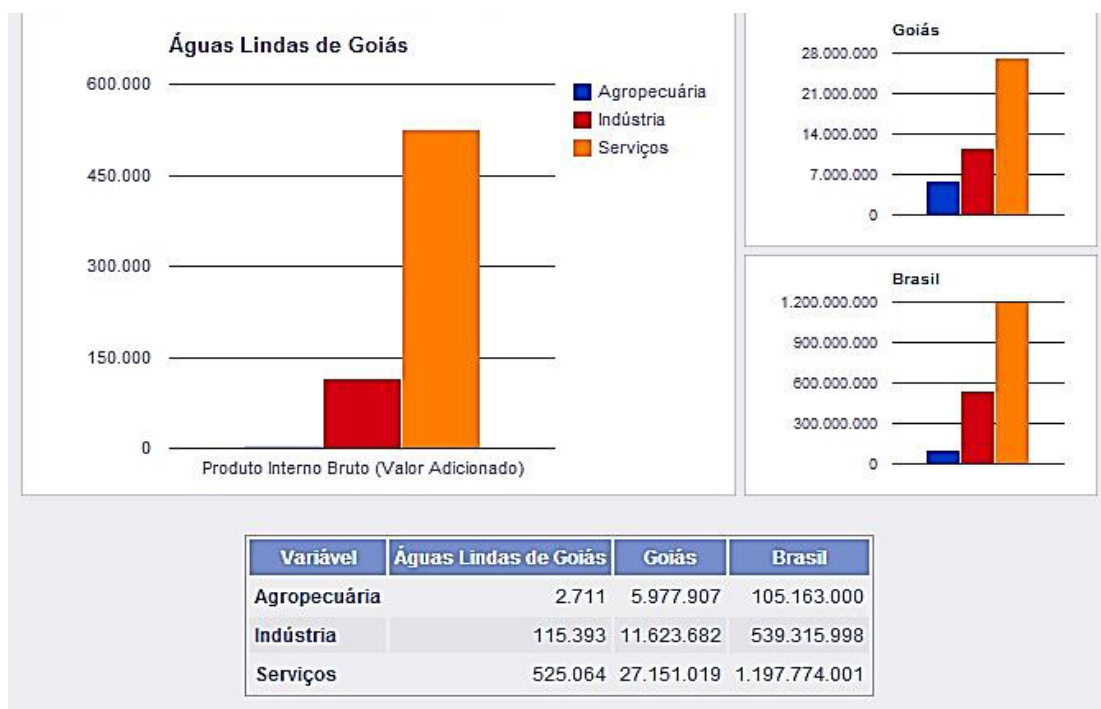 Águas Lindas de Goiás
600.000
450.000
300.000
150.000
0
Produto Interno Bruto (Valor Adicionado)
Agropecuária
Indústria
Serviços
Goiás
28.000.000
21.000.000
14.000.000
7.000.000
0
Brasil
1.200.000.000
900.000.000
600.000.000
300.000.000
0
Variável Águas Lindas de Goiás Goiás Brasil
Agropecuária 2.711 5.977.907 105.163.000
Indústria 115.393 11.623.682 539.315.998
Serviços 525.064 27.151.019 1.197.774.001